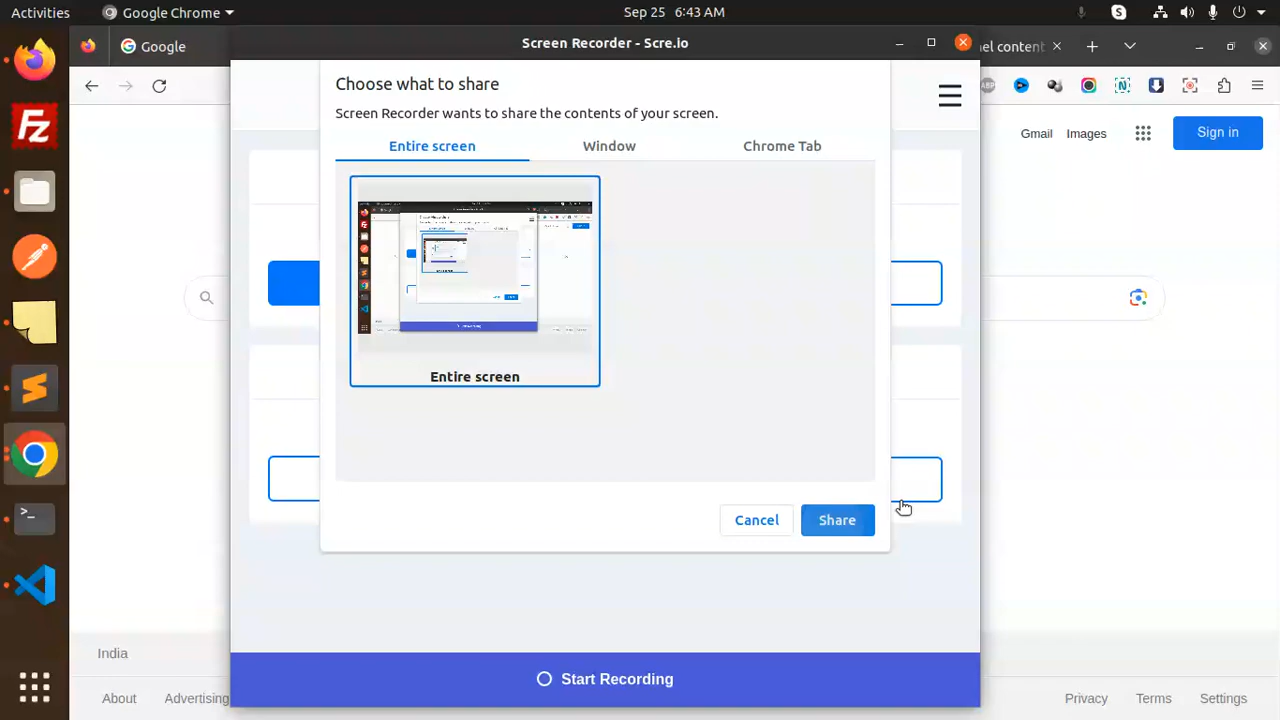 Activities
Google Chrome
Sep 25 6:43 AM
Screen Recorder - Scre.io
Google
el content
Choose what to share
Screen Recorder wants to share the contents of your screen.
Entire screen
Window
Chrome Tab
Gmail
Images
Sign in
Entire screen
Cancel
Share
Start Recording
India
About
Advertising
Privacy
Terms
Settings